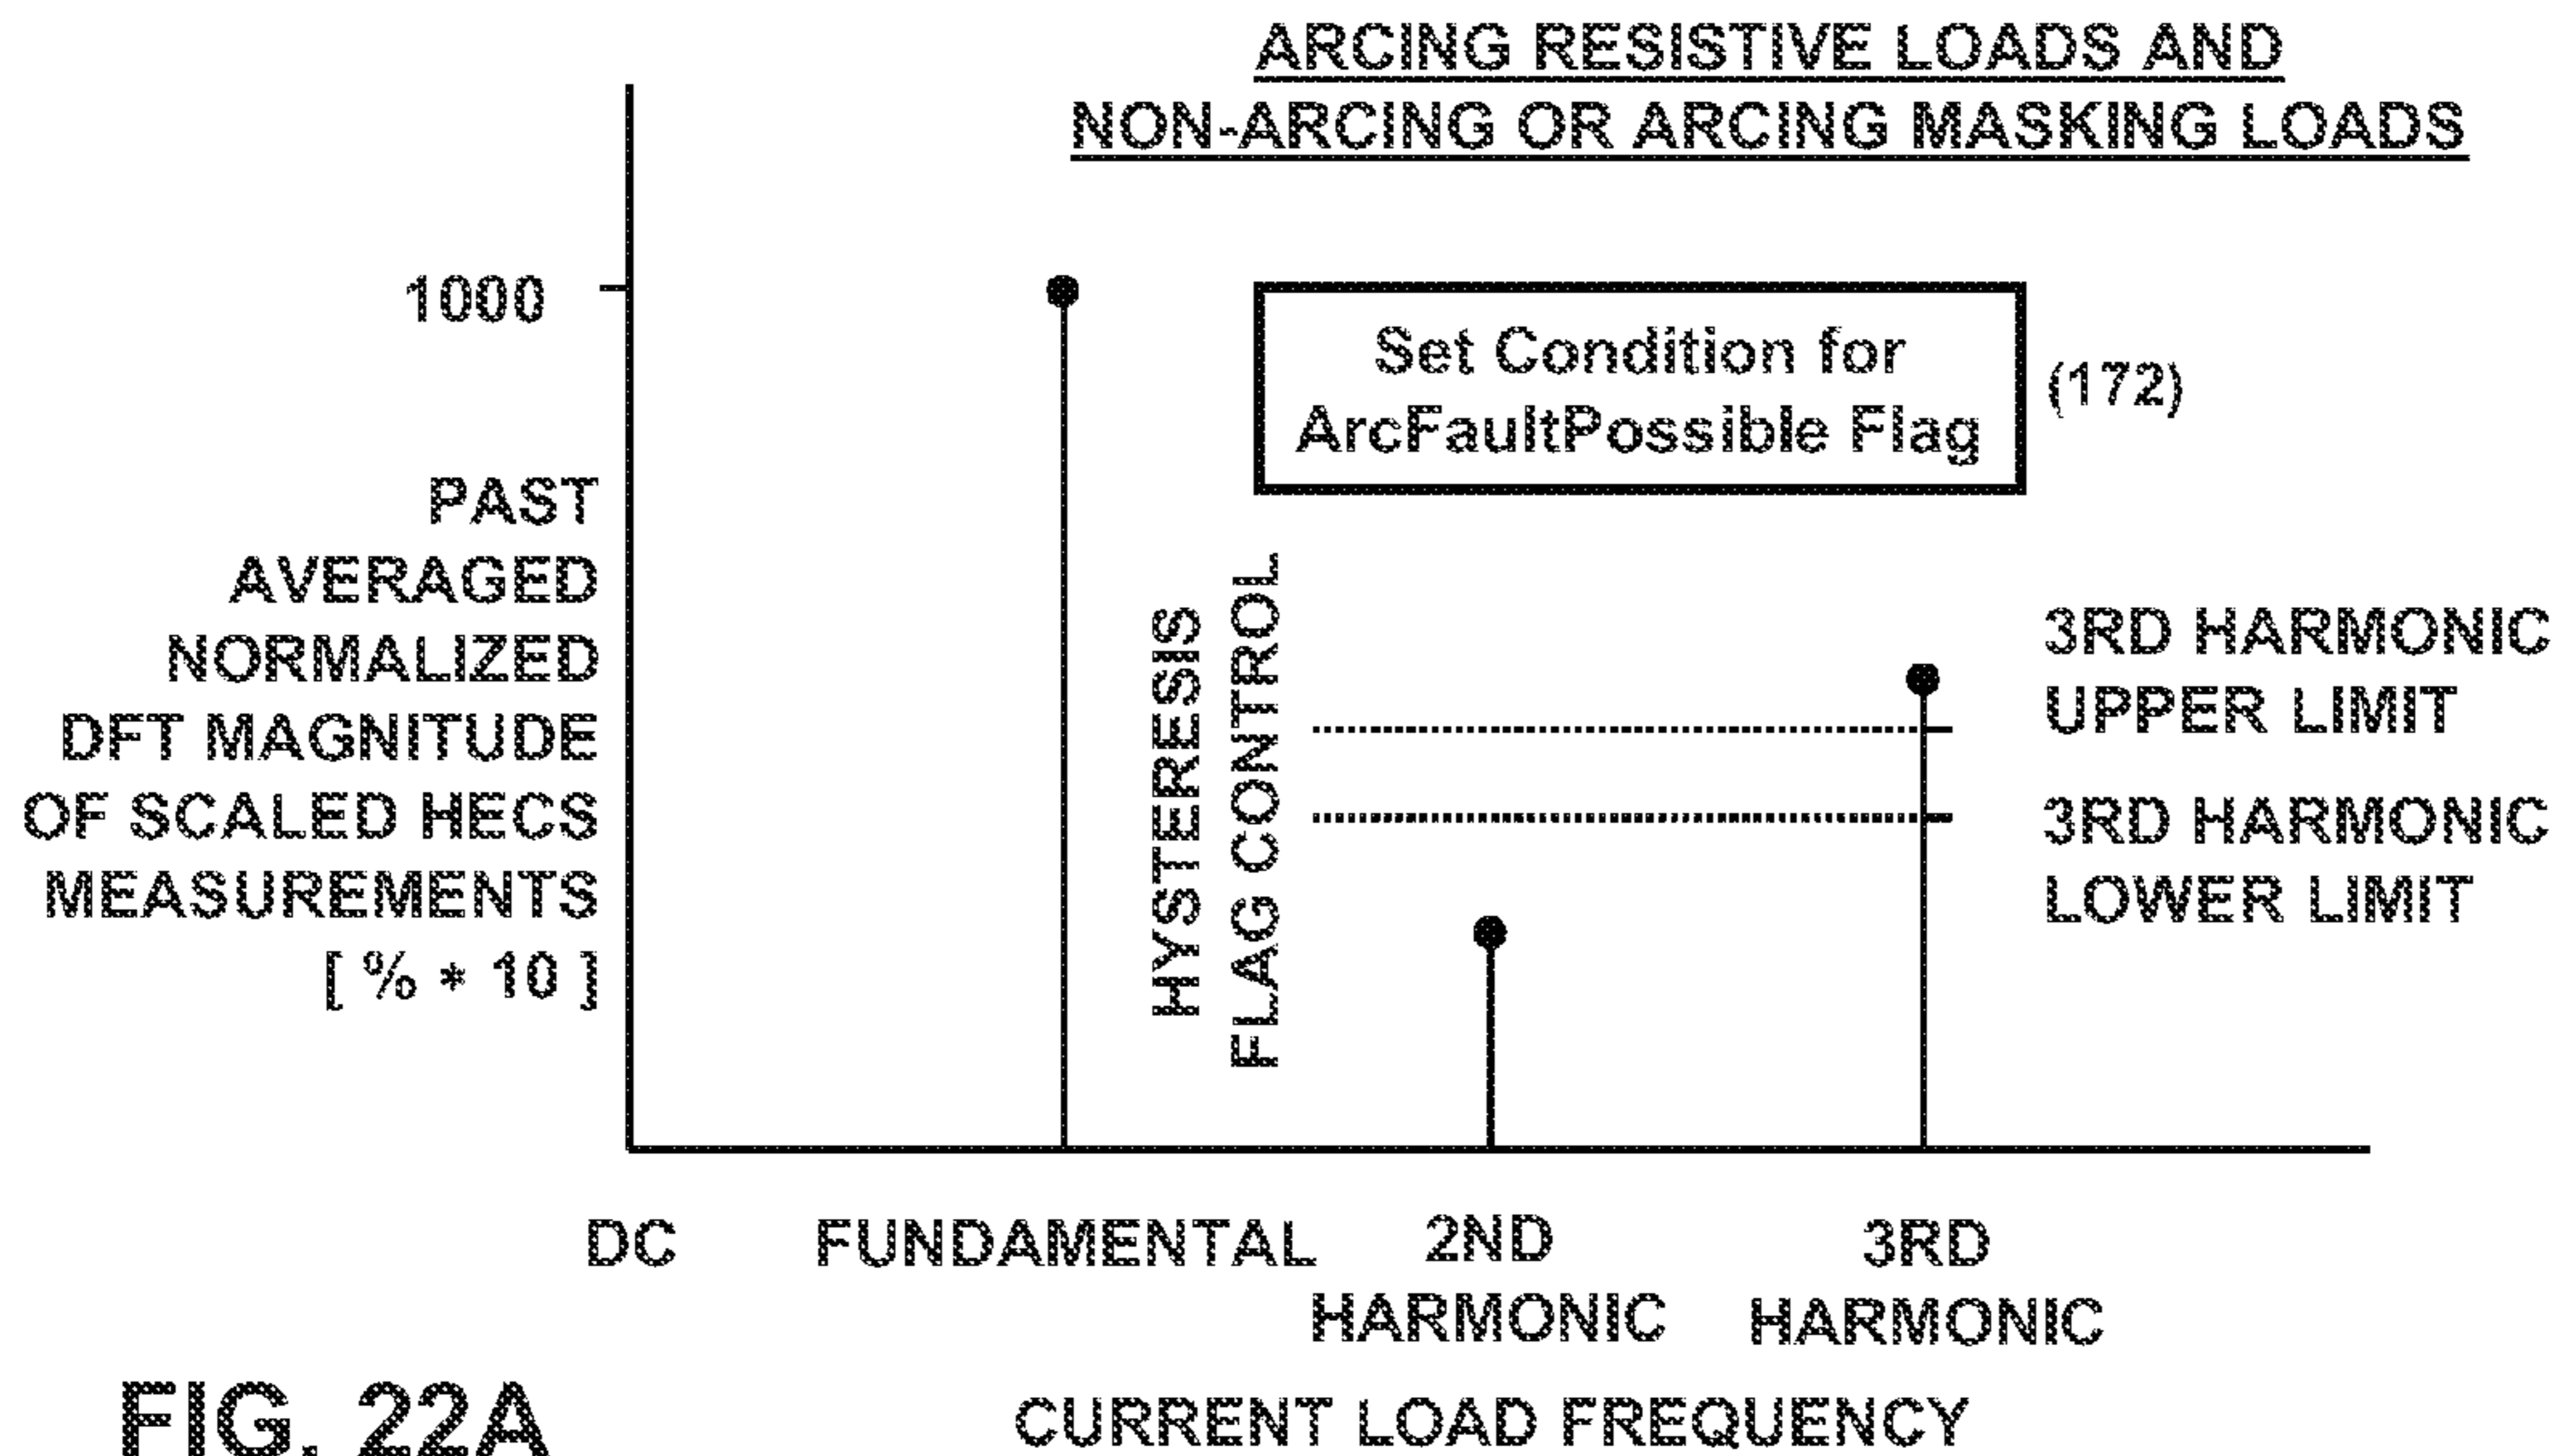 ARCING RESISTIVE LOADS AND
NON-ARCING OR ARCING MASKING LOADS
1000
Set Condition for
ArcFaultPossible Flag
(172)
PAST
AVERAGED
NORMALIZED
DFT MAGNITUDE
OF SCALED HECS
MEASUREMENTS
[ % * 10 ]
HYSTERESIS
FLAG CONTROL
3RD HARMONIC
UPPER LIMIT
3RD HARMONIC
LOWER LIMIT
DC
FUNDAMENTAL
2ND
HARMONIC
3RD
HARMONIC
CURRENT LOAD FREQUENCY
FIG. 22A